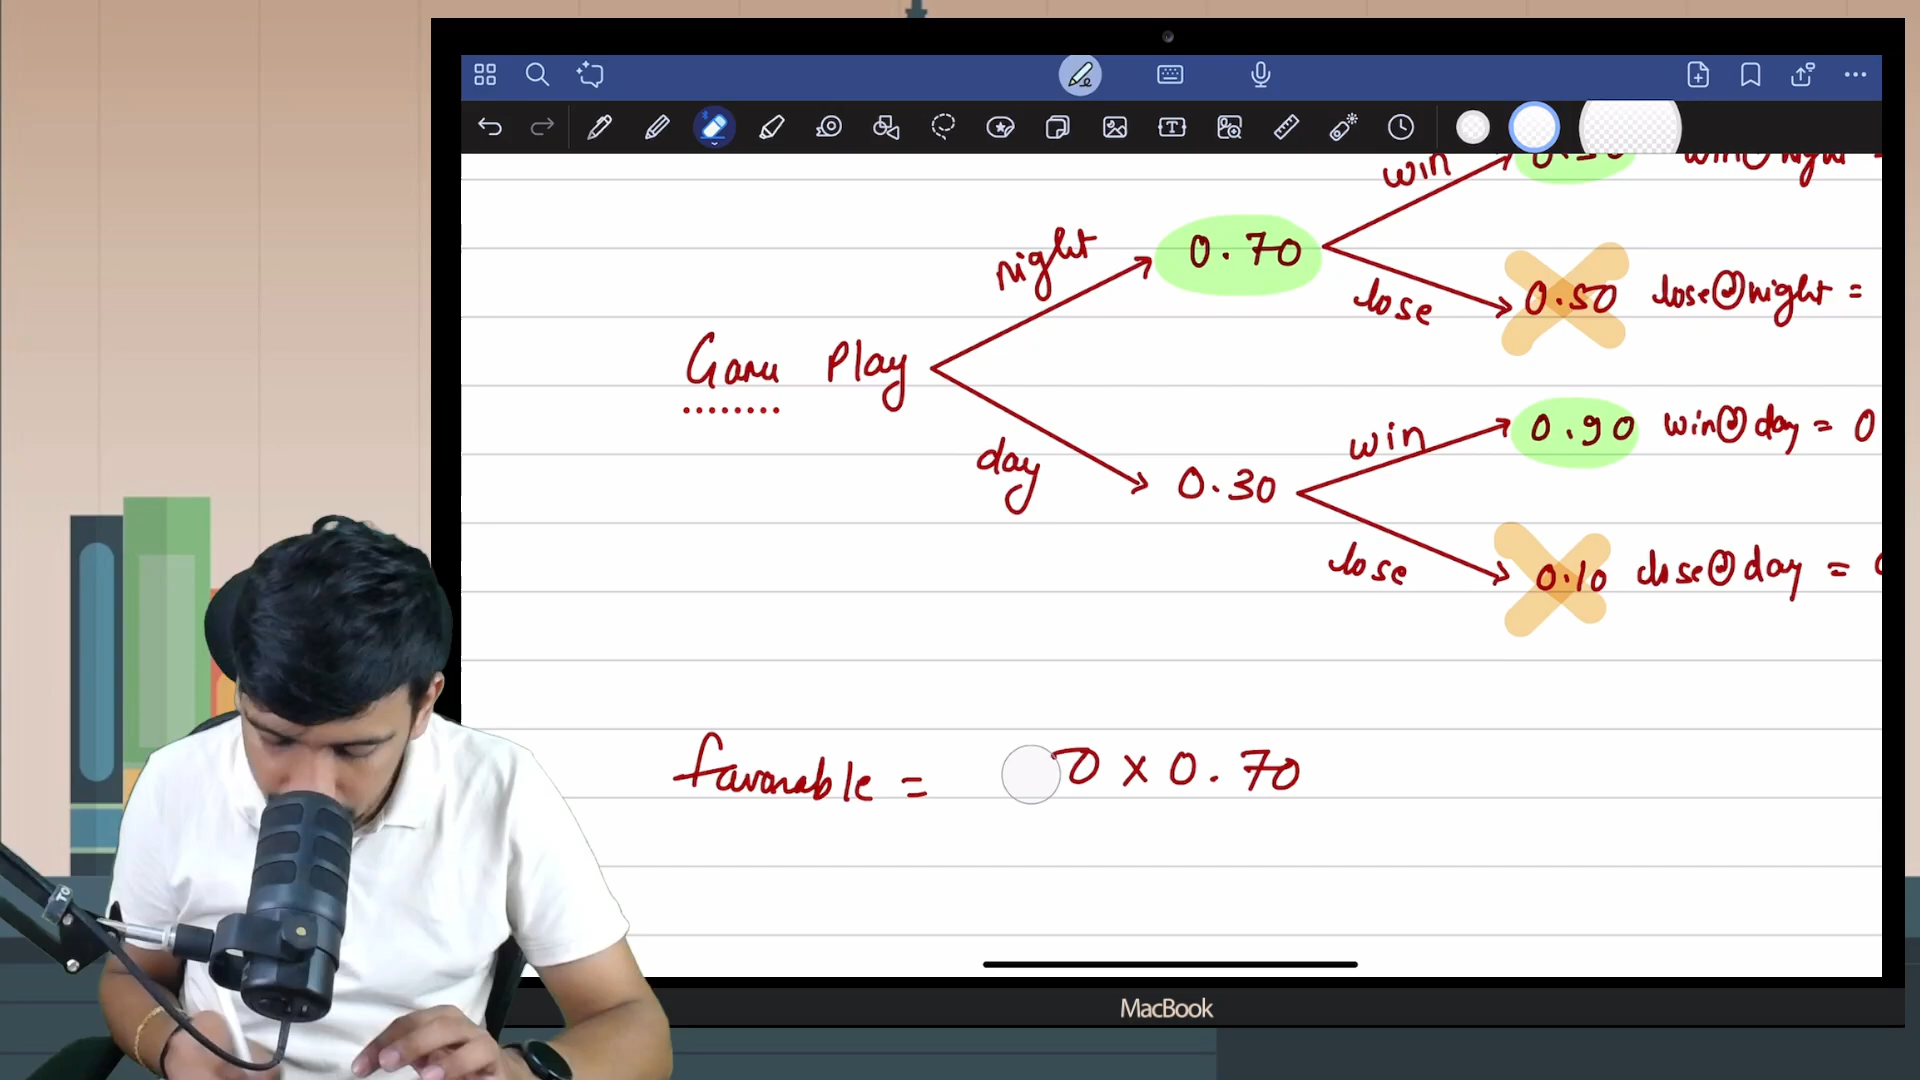 win
night
0.70
lose
0.50 lose@night =
Game Play
win
0.90 win@day = 0
day
0.30
lose
0.10 lose@day =
favorable = 0 x 0.70
MacBook